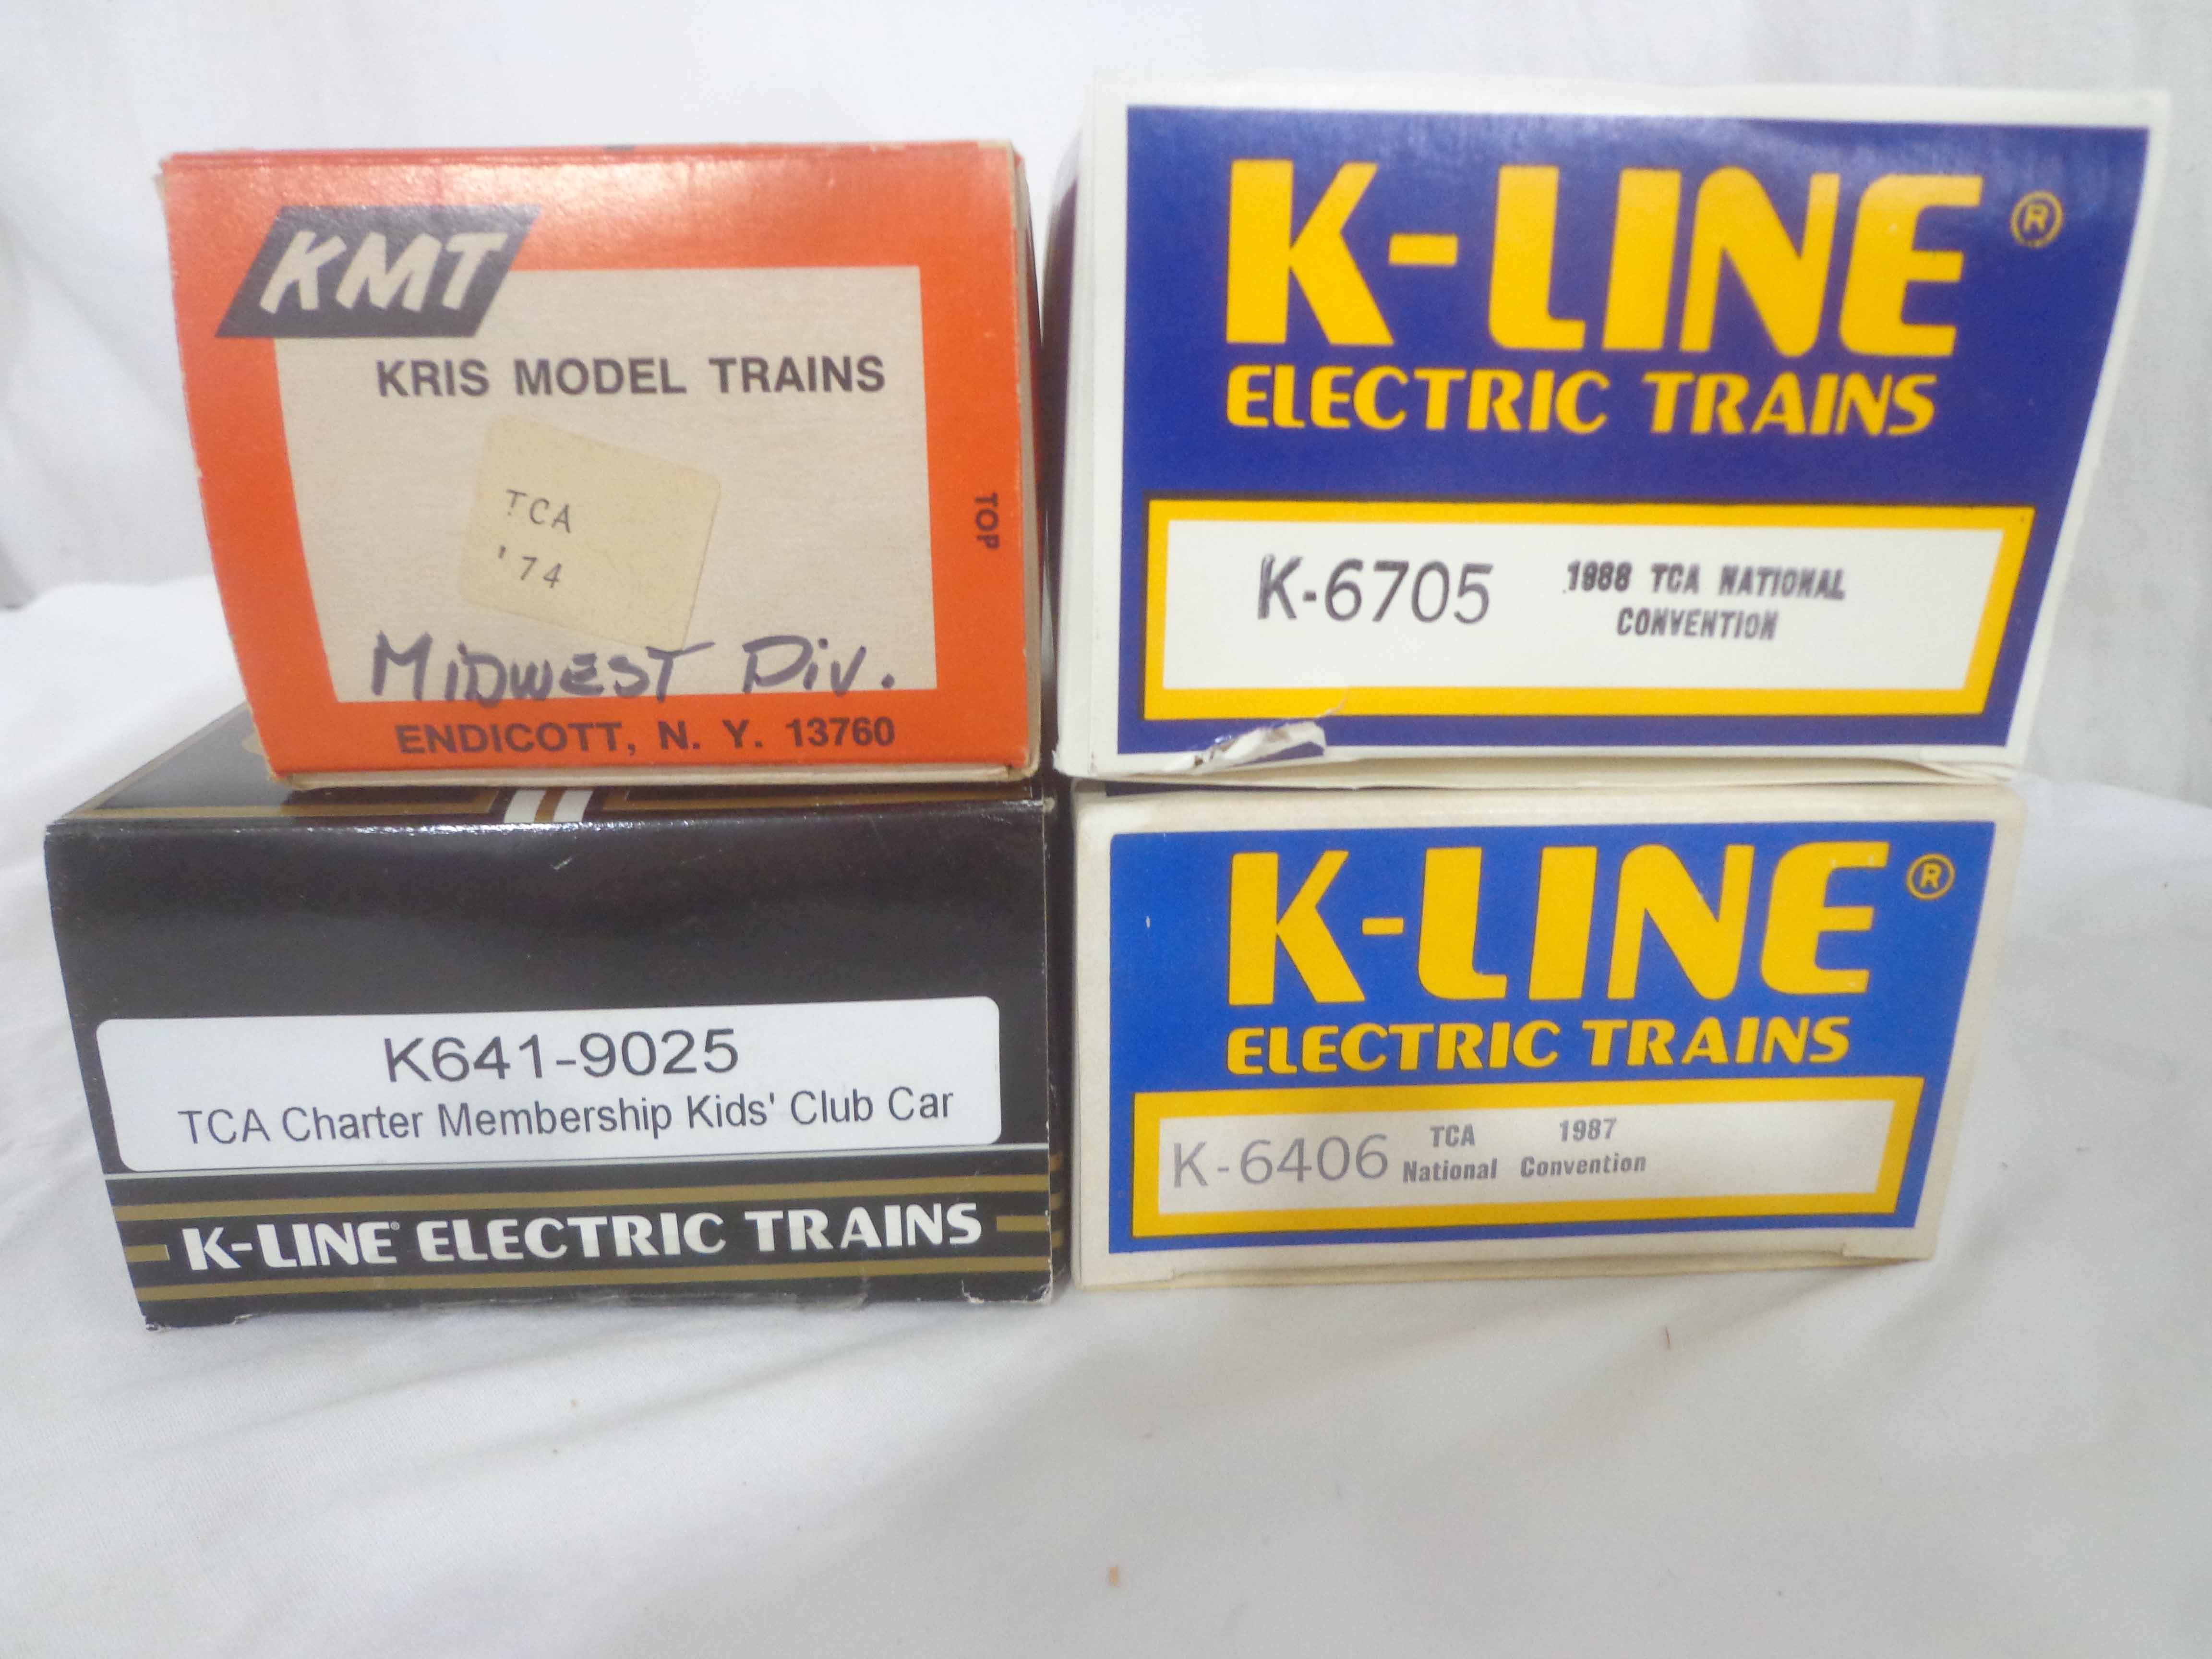 KMT
KRIS MODEL TRAINS
TCA
'74
TOP
MiDWEST Div.
ENDICOTT, N. Y. 13760
K-LINE®
ELECTRIC TRAINS
K-6705 1988 TCA NATIONAL
CONVENTION
K641-9025
TCA Charter Membership Kids' Club Car
K-LINE® ELECTRIC TRAINS
K-LINE®
ELECTRIC TRAINS
K-6406 TCA 1987
National Convention